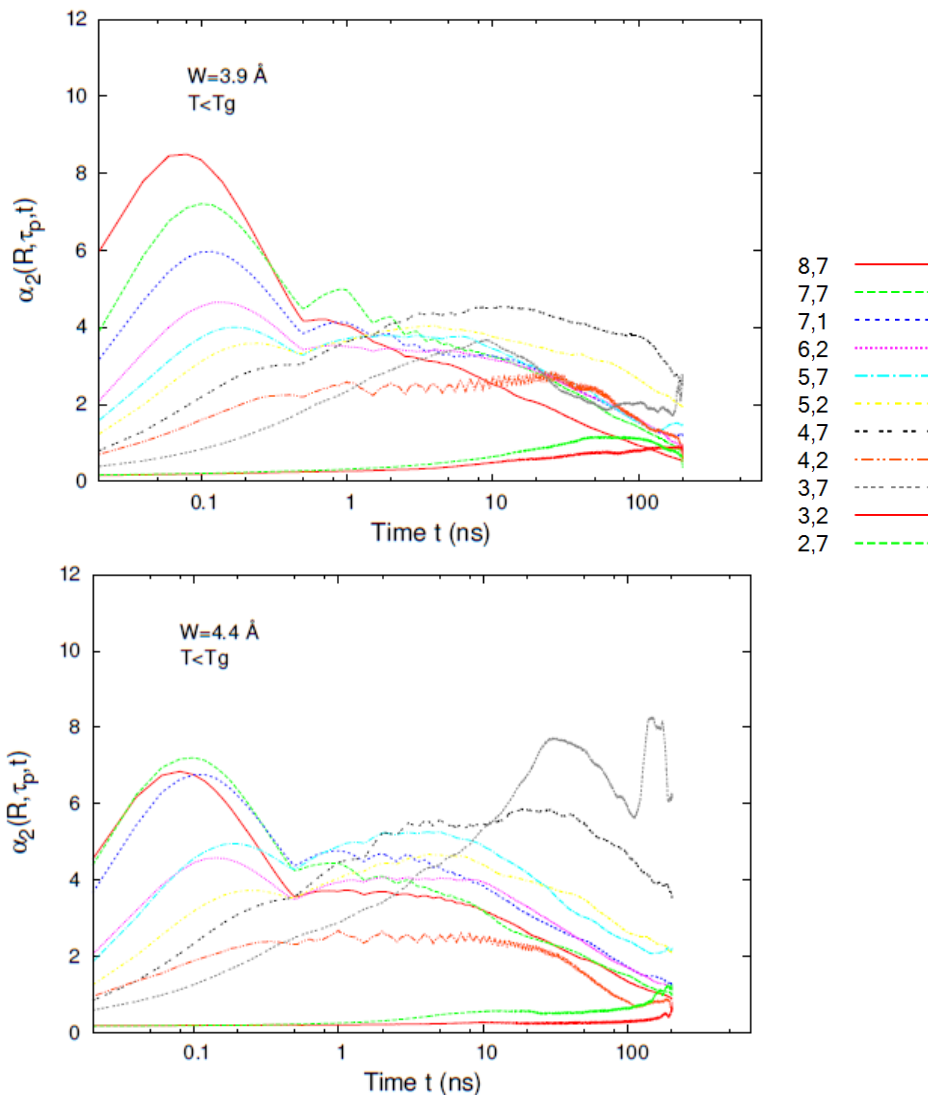 12
W=3.9 Å
10
T<Tg
8
6
4
2
0
α₂(R,τₚ,t)
0.1 1 10 100
Time t (ns)
8,7
7,7
7,1
6,2
5,7
5,2
4,7
4,2
3,7
3,2
2,7
12
W=4.4 Å
10
T<Tg
8
6
4
2
0
α₂(R,τₚ,t)
0.1 1 10 100
Time t (ns)